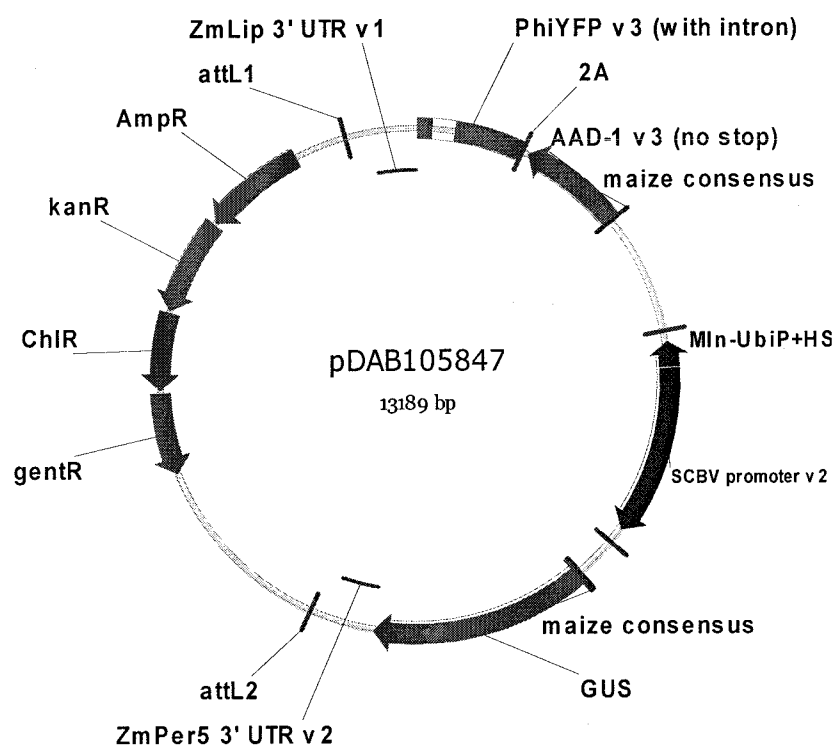 ZmLip 3' UTR v1
PhiYFP v3 (with intron)
attL1
2A
AmpR
AAD-1 v3 (no stop)
maize consensus
kanR
ChlR
Mln-UbiP+HS
pDAB105847
13189 bp
gentR
SCBV promoter v2
maize consensus
attL2
GUS
ZmPer5 3' UTR v2